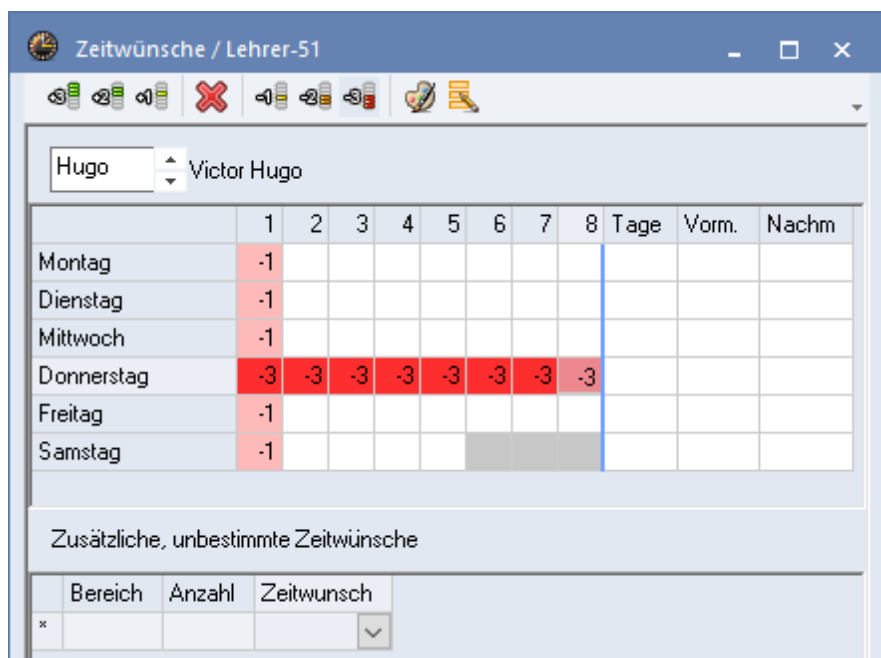 Zeitwünsche / Lehrer-51
Hugo Victor Hugo
1 2 3 4 5 6 7 8 Tage Vorm. Nachm
Montag -1
Dienstag -1
Mittwoch -1
Donnerstag -3 -3 -3 -3 -3 -3 -3 -3
Freitag -1
Samstag -1
Zusätzliche, unbestimmte Zeitwünsche
Bereich Anzahl Zeitwunsch
*